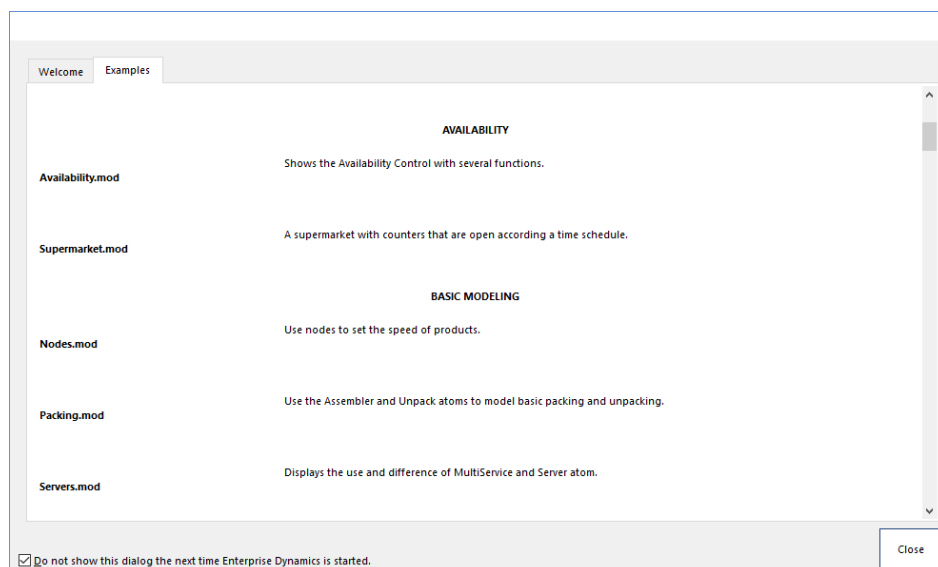 Welcome
Examples
AVAILABILITY
Shows the Availability Control with several functions.
Availability.mod
A supermarket with counters that are open according a time schedule.
Supermarket.mod
BASIC MODELING
Use nodes to set the speed of products.
Nodes.mod
Use the Assembler and Unpack atoms to model basic packing and unpacking.
Packing.mod
Displays the use and difference of MultiService and Server atom.
Servers.mod
Close
Do not show this dialog the next time Enterprise Dynamics is started.